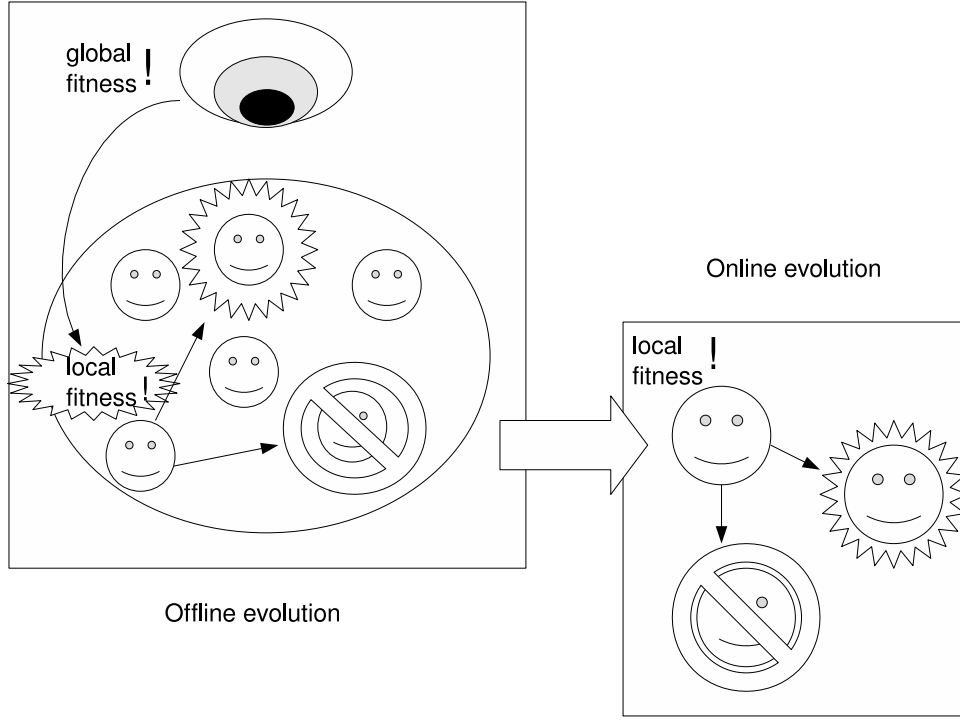 global
fitness !
local
fitness !
Offline evolution
Online evolution
local
fitness !